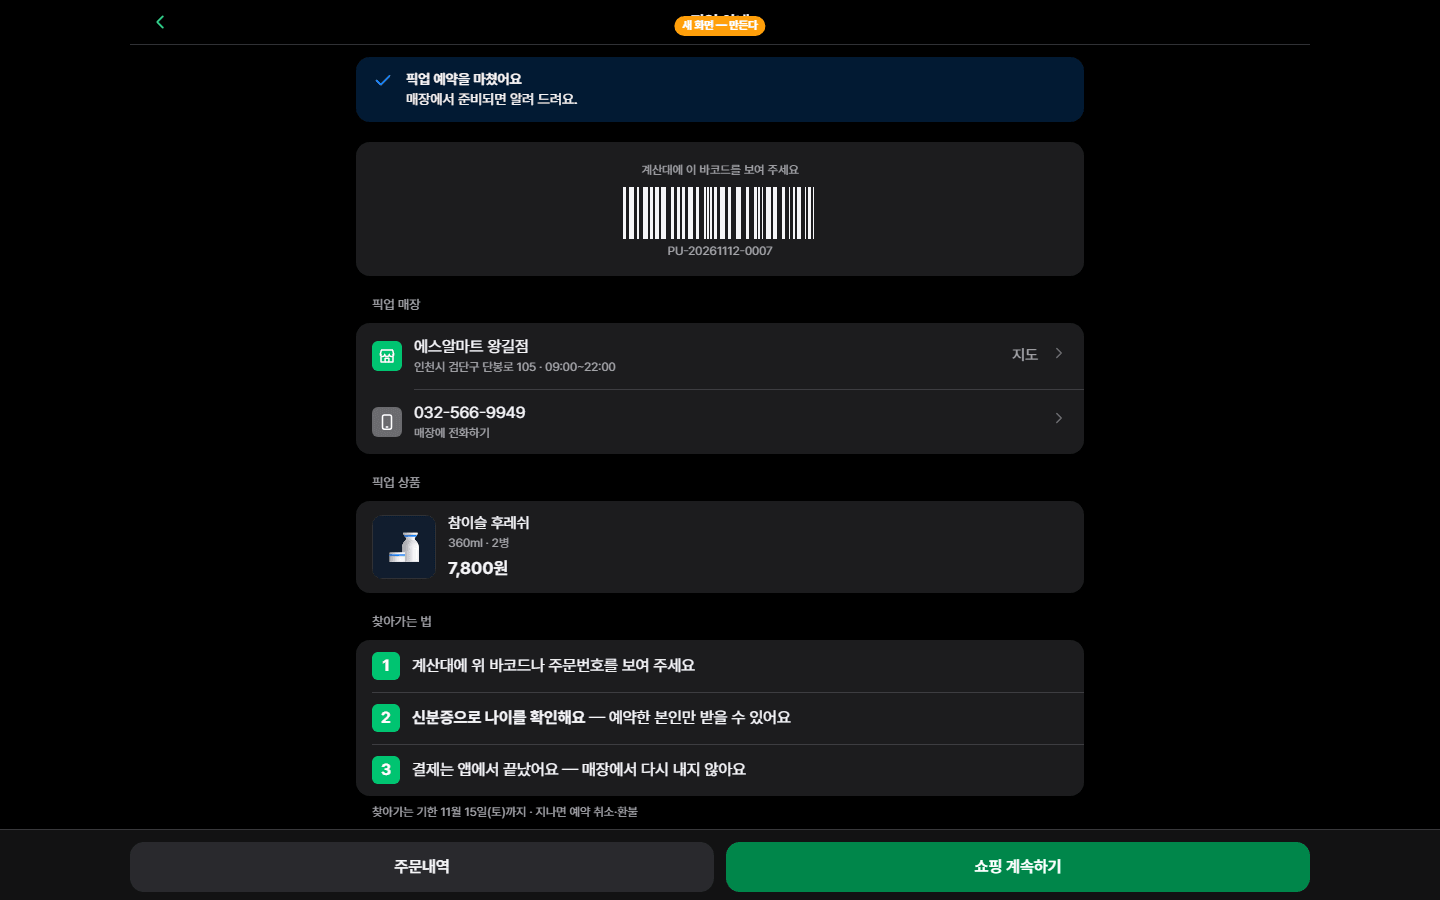 새 화면 — 만든다
픽업 예약을 마쳤어요
매장에서 준비되면 알려 드려요.
계산대에 이 바코드를 보여 주세요
PU-20261112-0007
픽업 매장
에스알마트 왕길점
인천시 검단구 단봉로 105 · 09:00~22:00
지도
032-566-9949
매장에 전화하기
픽업 상품
참이슬 후레쉬
360ml · 2병
7,800원
찾아가는 법
1 계산대에 위 바코드나 주문번호를 보여 주세요
2 신분증으로 나이를 확인해요 — 예약한 본인만 받을 수 있어요
3 결제는 앱에서 끝났어요 — 매장에서 다시 내지 않아요
찾아가는 기한 11월 15일(토)까지 · 지나면 예약 취소·환불
주문내역
쇼핑 계속하기